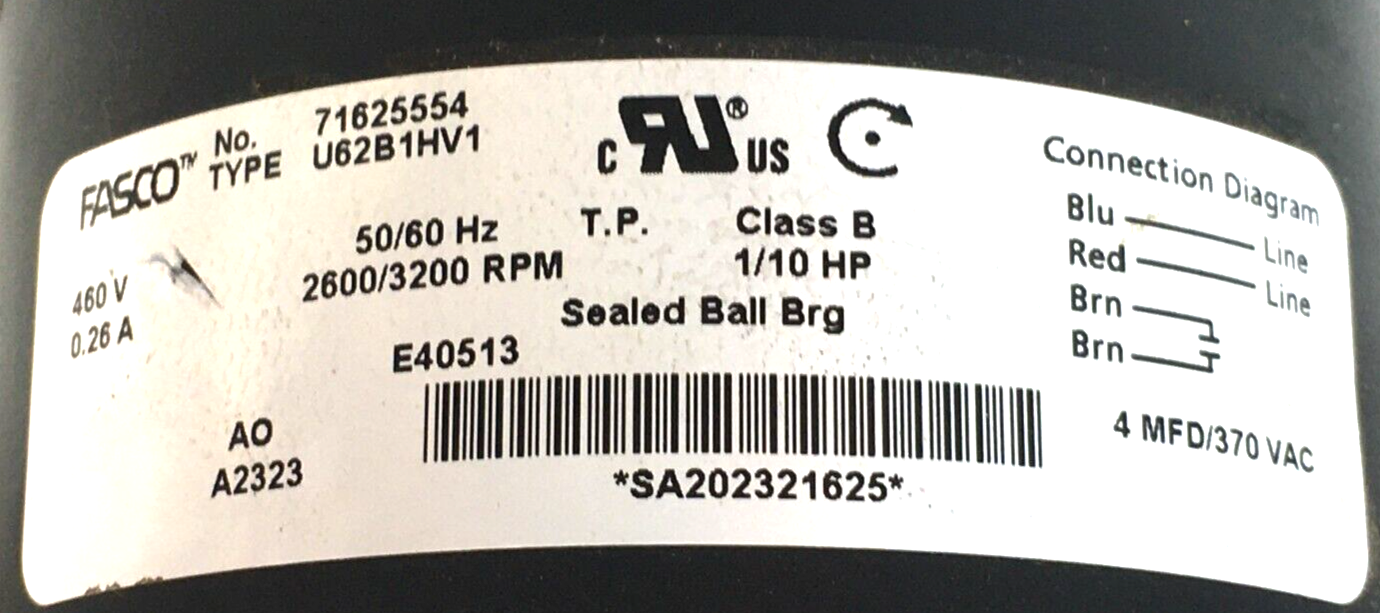 FASCO™ No. 71625554
TYPE U62B1HV1
c RU® US
50/60 Hz T.P. Class B
2600/3200 RPM 1/10 HP
Sealed Ball Brg
460 V
0.26 A
E40513
AO
A2323
*SA202321625*
Connection Diagram
Blu Line
Red Line
Brn
Brn
4 MFD/370 VAC